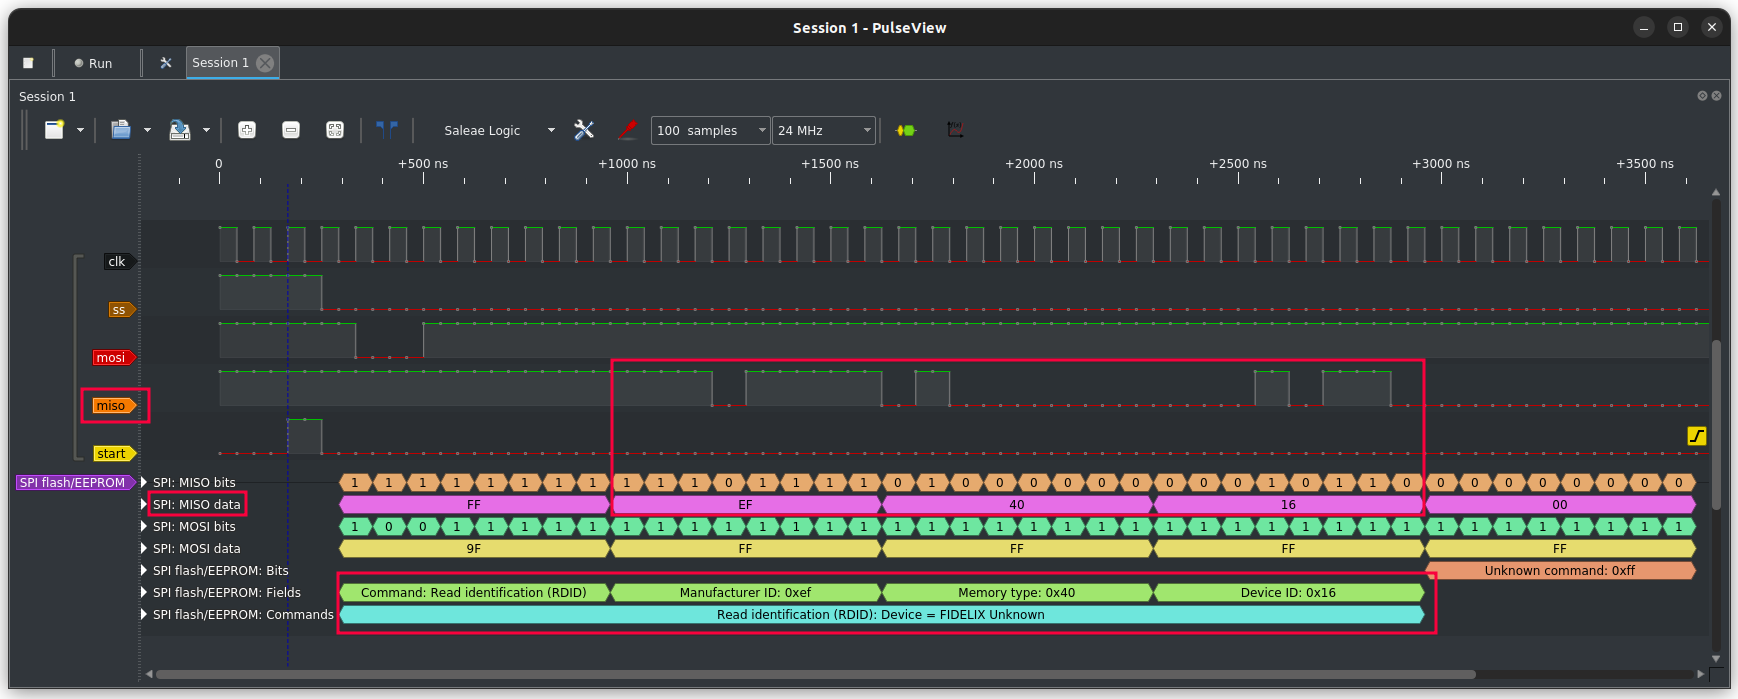 Session 1 - PulseView
Run
Session 1
Session 1
Saleae Logic
100 samples
24 MHz
0 +500 ns +1000 ns +1500 ns +2000 ns +2500 ns +3000 ns +3500 ns
clk
ss
mosi
miso
start
SPI flash/EEPROM
SPI: MISO bits 1 1 1 1 1 1 1 1 1 1 1 0 1 1 1 1 0 1 0 0 0 0 0 0 0 0 0 1 0 1 1 0 0 0 0 0 0 0 0 0
SPI: MISO data FF EF 40 16 00
SPI: MOSI bits 1 0 0 1 1 1 1 1 1 1 1 1 1 1 1 1 1 1 1 1 1 1 1 1 1 1 1 1 1 1 1 1 1 1 1 1 1 1 1 1
SPI: MOSI data 9F FF FF FF FF
SPI flash/EEPROM: Bits Unknown command: 0xff
SPI flash/EEPROM: Fields Command: Read identification (RDID) Manufacturer ID: 0xef Memory type: 0x40 Device ID: 0x16
SPI flash/EEPROM: Commands Read identification (RDID): Device = FIDELIX Unknown